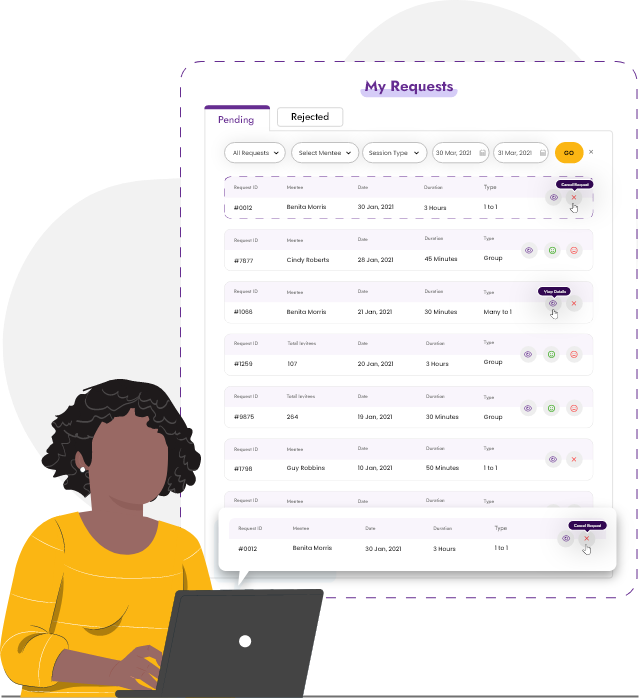 My Requests
Pending
Rejected
All Requests Select Mentee Session Type 30 Mar, 2021 31 Mar, 2021 GO ×
Cancel Request
Request ID Mentee Date Duration Type
#0012 Benita Morris 30 Jan, 2021 3 Hours 1 to 1
Request ID Mentee Date Duration Type
#7877 Cindy Roberts 28 Jan, 2021 45 Minutes Group
View Details
Request ID Mentee Date Duration Type
#1066 Benita Morris 21 Jan, 2021 30 Minutes Many to 1
Request ID Total Invitees Date Duration Type
#1259 107 20 Jan, 2021 3 Hours Group
Request ID Total Invitees Date Duration Type
#9875 264 19 Jan, 2021 30 Minutes Group
Request ID Mentee Date Duration Type
#1798 Guy Robbins 10 Jan, 2021 50 Minutes 1 to 1
Request ID Mentee Date Duration Type
Cancel Request
Request ID Mentee Date Duration Type
#0012 Benita Morris 30 Jan, 2021 3 Hours 1 to 1